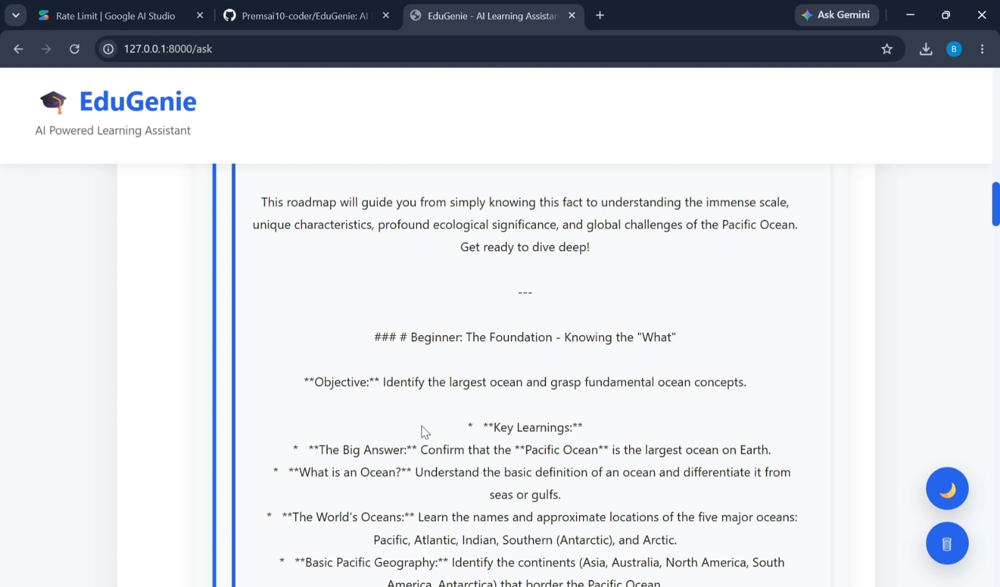 Rate Limit | Google AI Studio
Premsai10-coder/EduGenie: AI
EduGenie - AI Learning Assistan
Ask Gemini
127.0.0.1:8000/ask
B
EduGenie
AI Powered Learning Assistant
This roadmap will guide you from simply knowing this fact to understanding the immense scale,
unique characteristics, profound ecological significance, and global challenges of the Pacific Ocean.
Get ready to dive deep!
---
### # Beginner: The Foundation - Knowing the "What"
**Objective:** Identify the largest ocean and grasp fundamental ocean concepts.
*   **Key Learnings:**
*   **The Big Answer:** Confirm that the **Pacific Ocean** is the largest ocean on Earth.
*   **What is an Ocean?** Understand the basic definition of an ocean and differentiate it from
seas or gulfs.
*   **The World's Oceans:** Learn the names and approximate locations of the five major oceans:
Pacific, Atlantic, Indian, Southern (Antarctic), and Arctic.
*   **Basic Pacific Geography:** Identify the continents (Asia, Australia, North America, South
America, Antarctica) that border the Pacific Ocean.